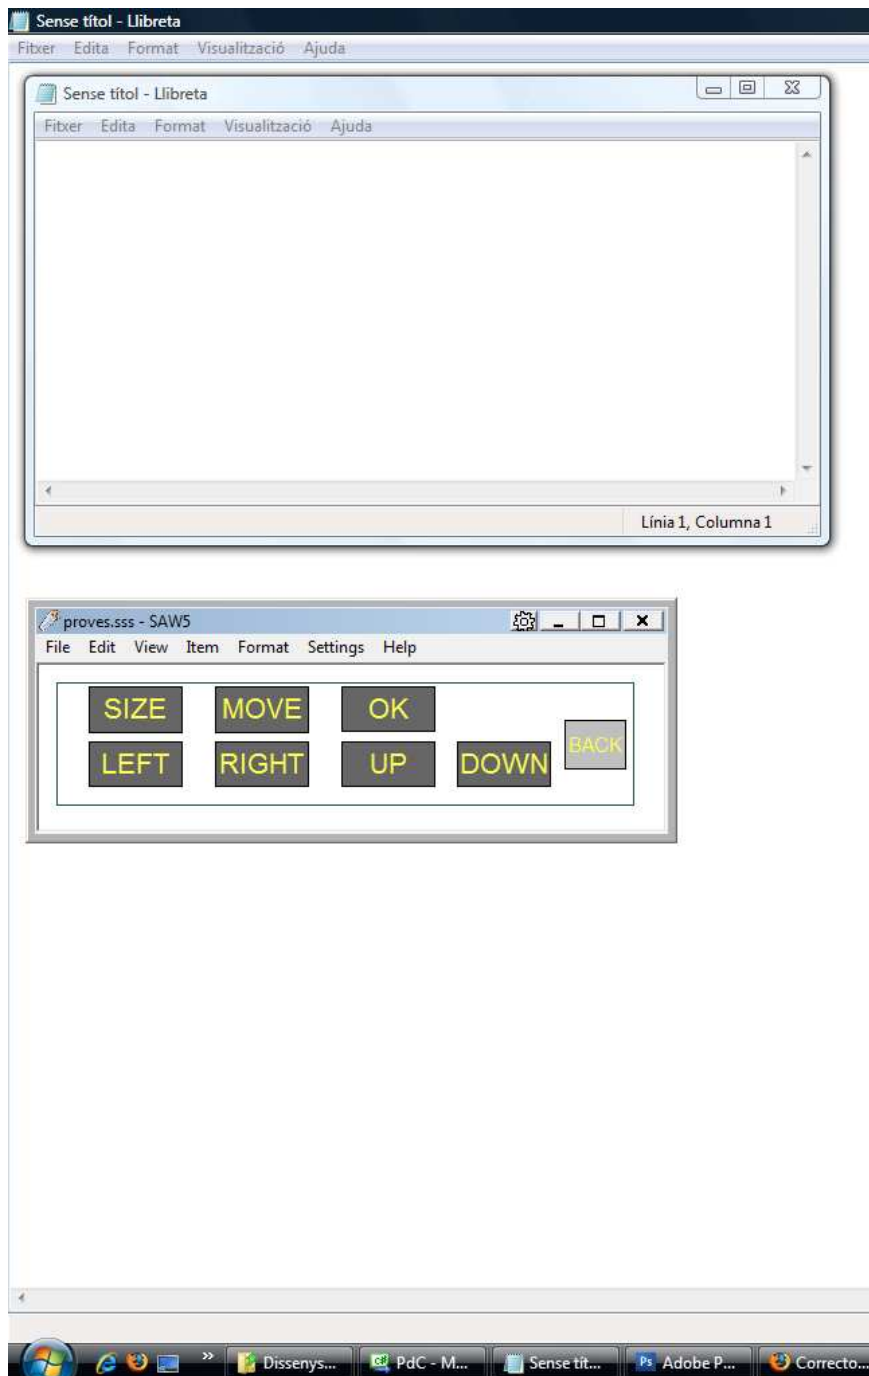 Sense títol - Llibreta
Fitxer Edita Format Visualització Ajuda
Sense títol - Llibreta
Fitxer Edita Format Visualització Ajuda
Línia 1, Columna 1
proves.sss - SAW5
File Edit View Item Format Settings Help
SIZE MOVE OK
BACK
LEFT RIGHT UP DOWN
» Dissenys... PdC - M... Sense tít... Ps Adobe P... Correcto...